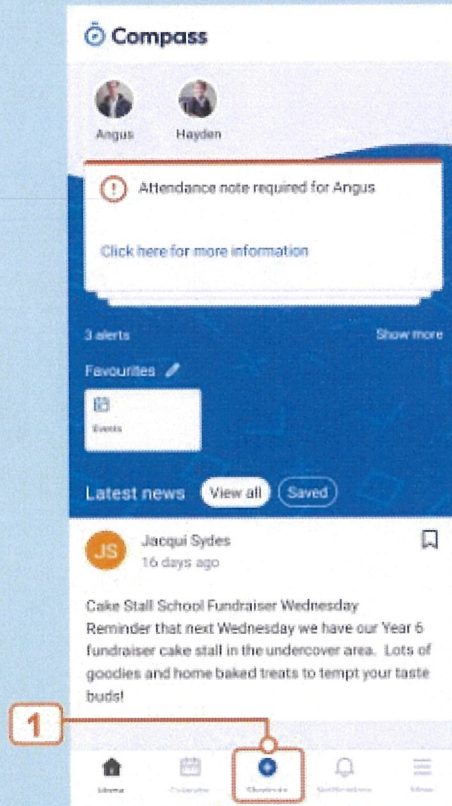 Compass
Angus Hayden
Attendance note required for Angus
Click here for more information
3 alerts Show more
Favourites
Events
Latest news View all Saved
JS
Jacqui Sydes
16 days ago
Cake Stall School Fundraiser Wednesday
Reminder that next Wednesday we have our Year 6
fundraiser cake stall in the undercover area. Lots of
goodies and home baked treats to tempt your taste
buds!
1
Home Calendar Shortcuts Notifications Menu